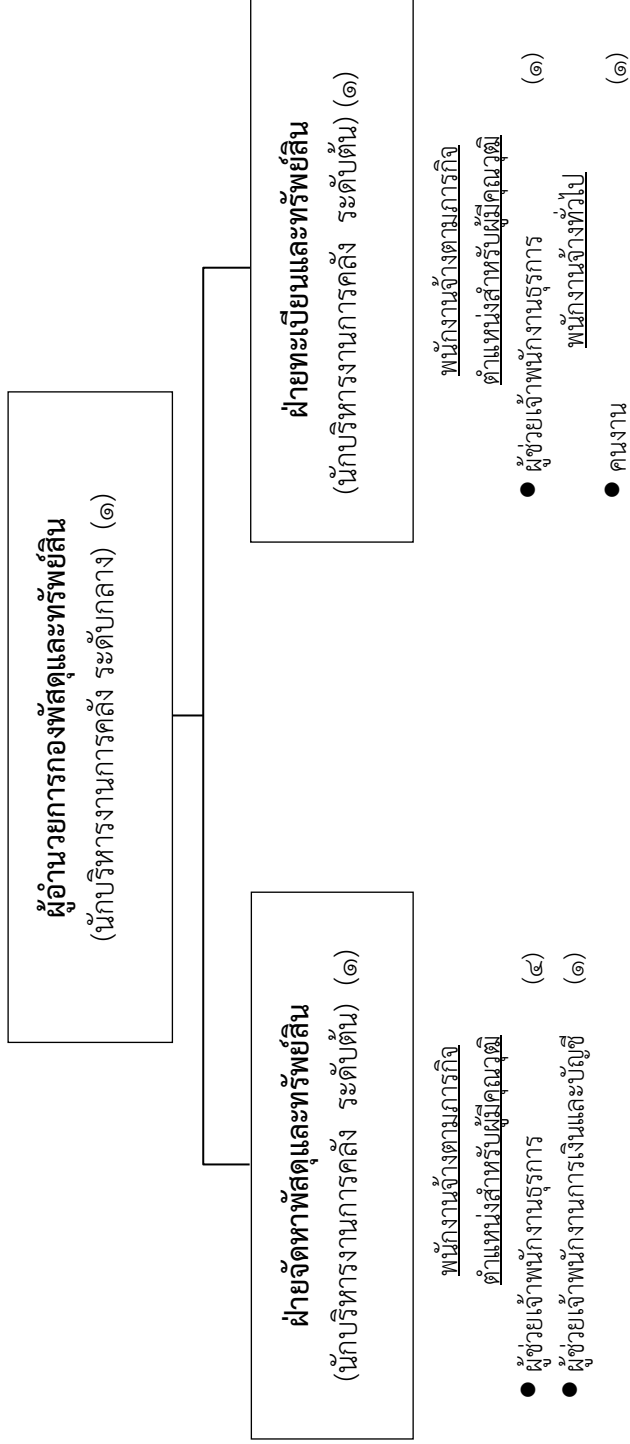 ผู้อำนวยการกองพัสดุและทรัพย์สิน
(นักบริหารงานการคลัง ระดับกลาง) (๑)
ฝ่ายจัดหาพัสดุและทรัพย์สิน
(นักบริหารงานการคลัง ระดับต้น) (๑)
พนักงานจ้างตามภารกิจ
ตำแหน่งสำหรับผู้มีคุณวุฒิ
● ผู้ช่วยเจ้าพนักงานธุรการ (๔)
● ผู้ช่วยเจ้าพนักงานการเงินและบัญชี (๑)
ฝ่ายทะเบียนและทรัพย์สิน
(นักบริหารงานการคลัง ระดับต้น) (๑)
พนักงานจ้างตามภารกิจ
ตำแหน่งสำหรับผู้มีคุณวุฒิ
● ผู้ช่วยเจ้าพนักงานธุรการ (๑)
พนักงานจ้างทั่วไป
● คนงาน (๑)